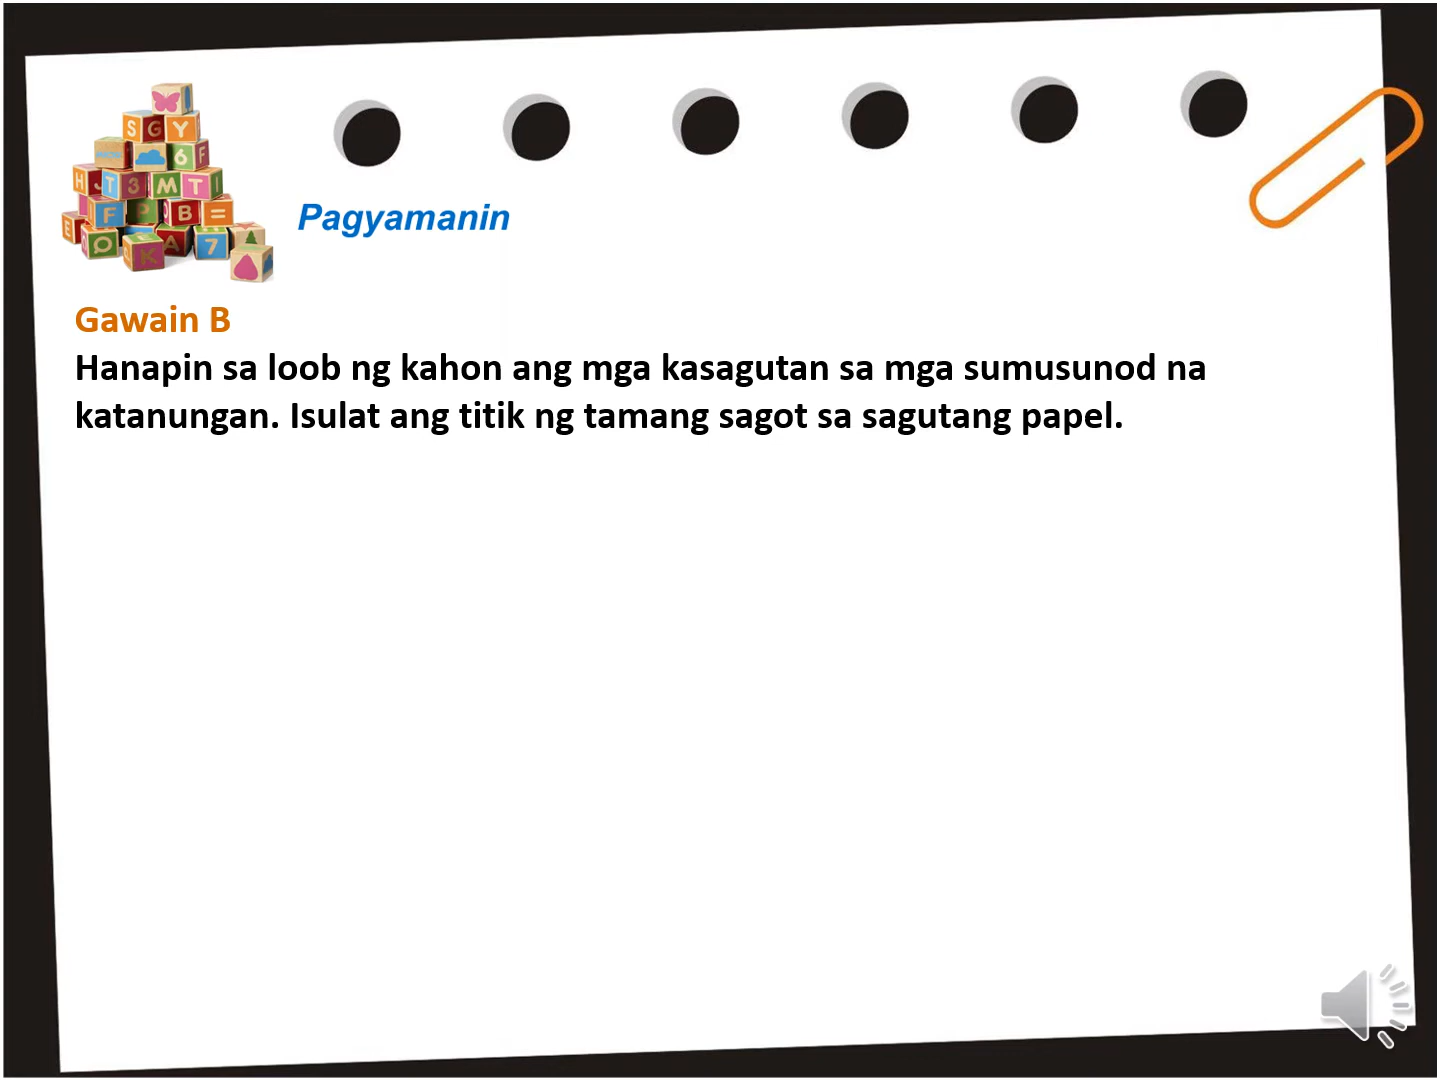 Pagyamanin
Gawain B
Hanapin sa loob ng kahon ang mga kasagutan sa mga sumusunod na
katanungan. Isulat ang titik ng tamang sagot sa sagutang papel.